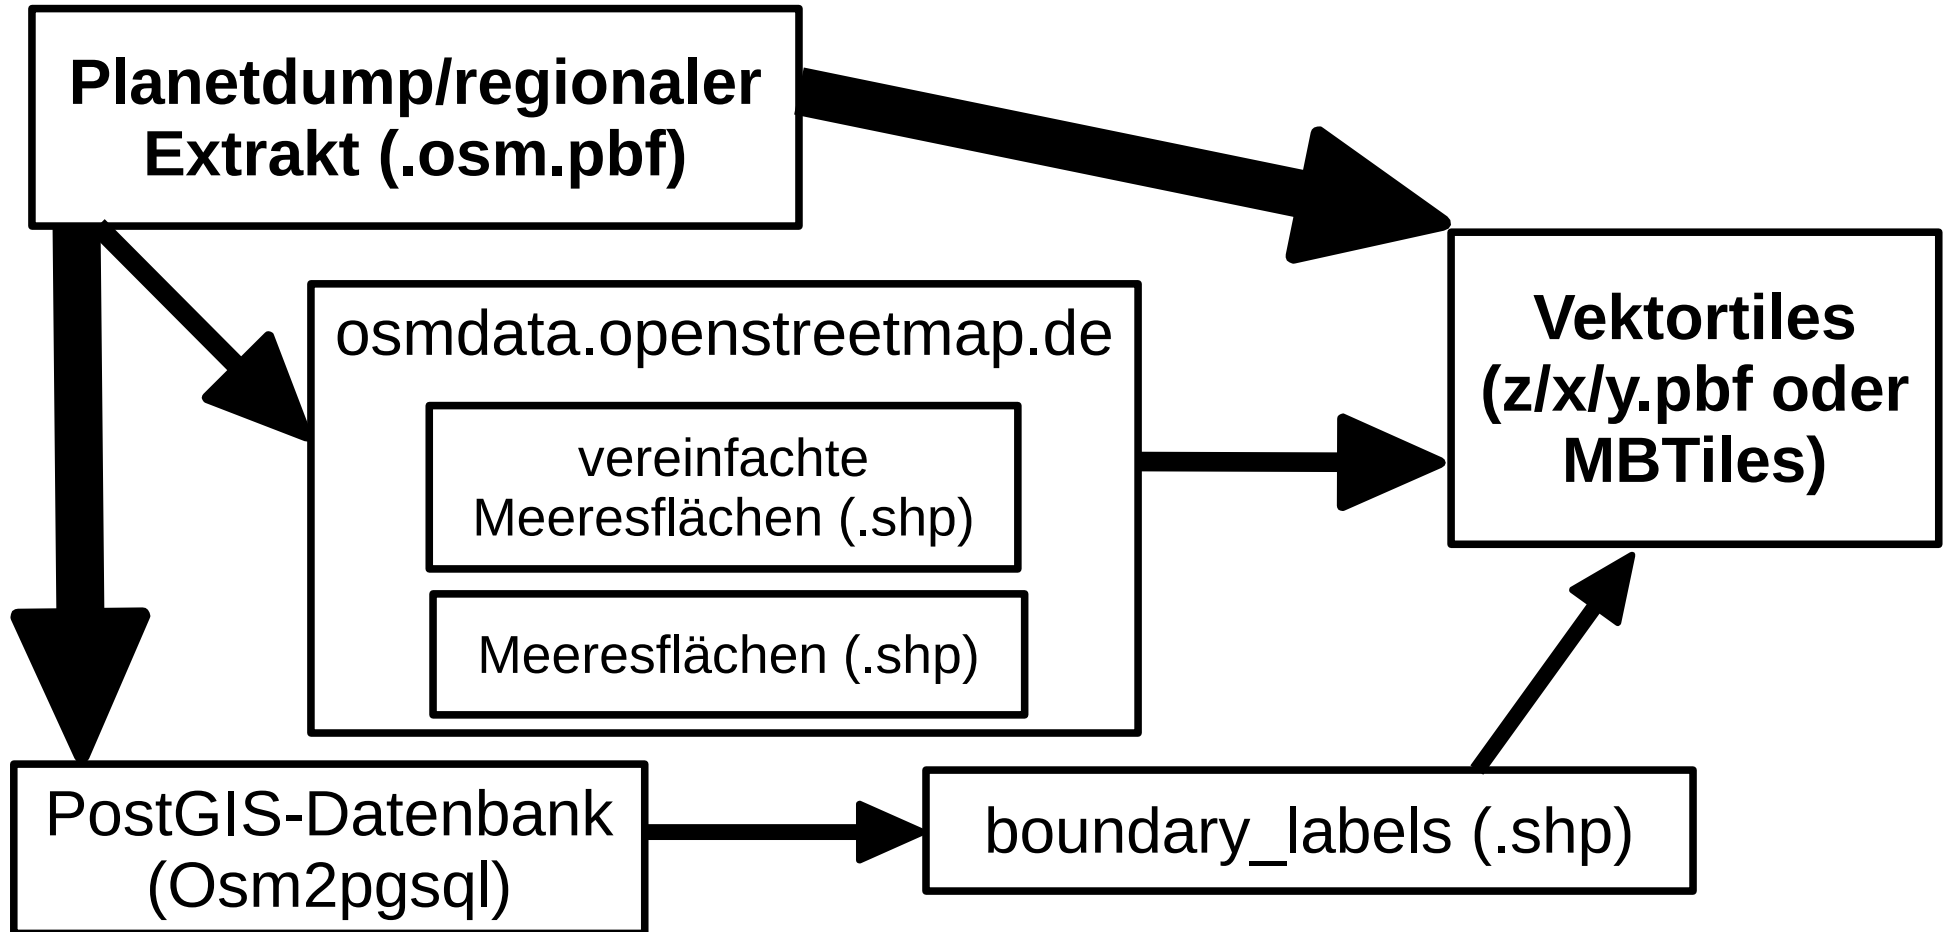 Planetdump/regionaler
Extrakt (.osm.pbf)
osmdata.openstreetmap.de
vereinfachte
Meeresflächen (.shp)
Meeresflächen (.shp)
Vektortiles
(z/x/y.pbf oder
MBTiles)
PostGIS-Datenbank
(Osm2pgsql)
boundary_labels (.shp)